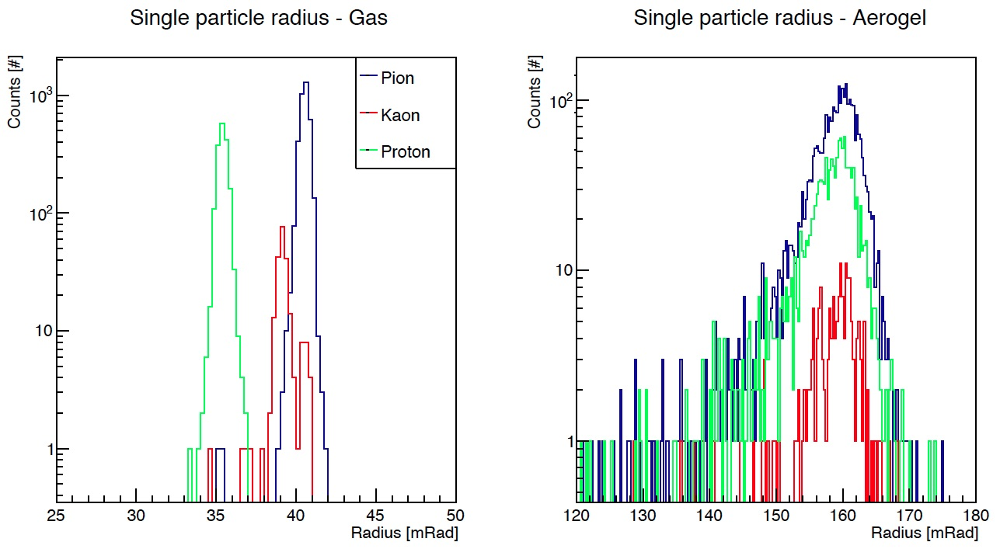 Single particle radius - Gas
Counts [#]
10³
10²
10
1
25 30 35 40 45 50
Radius [mRad]
Pion
Kaon
Proton
Single particle radius - Aerogel
Counts [#]
10²
10
1
120 130 140 150 160 170 180
Radius [mRad]